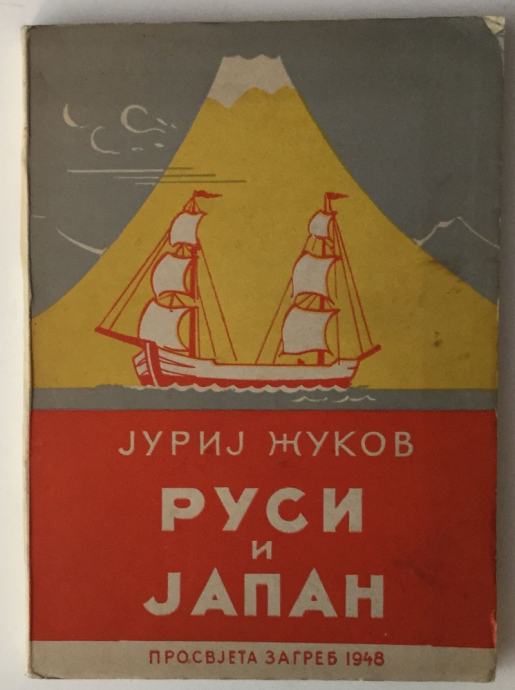 ЈУРИЈ ЖУКОВ
РУСИ
И
ЈАПАН
ПРОСВЈЕТА ЗАГРЕБ 1948